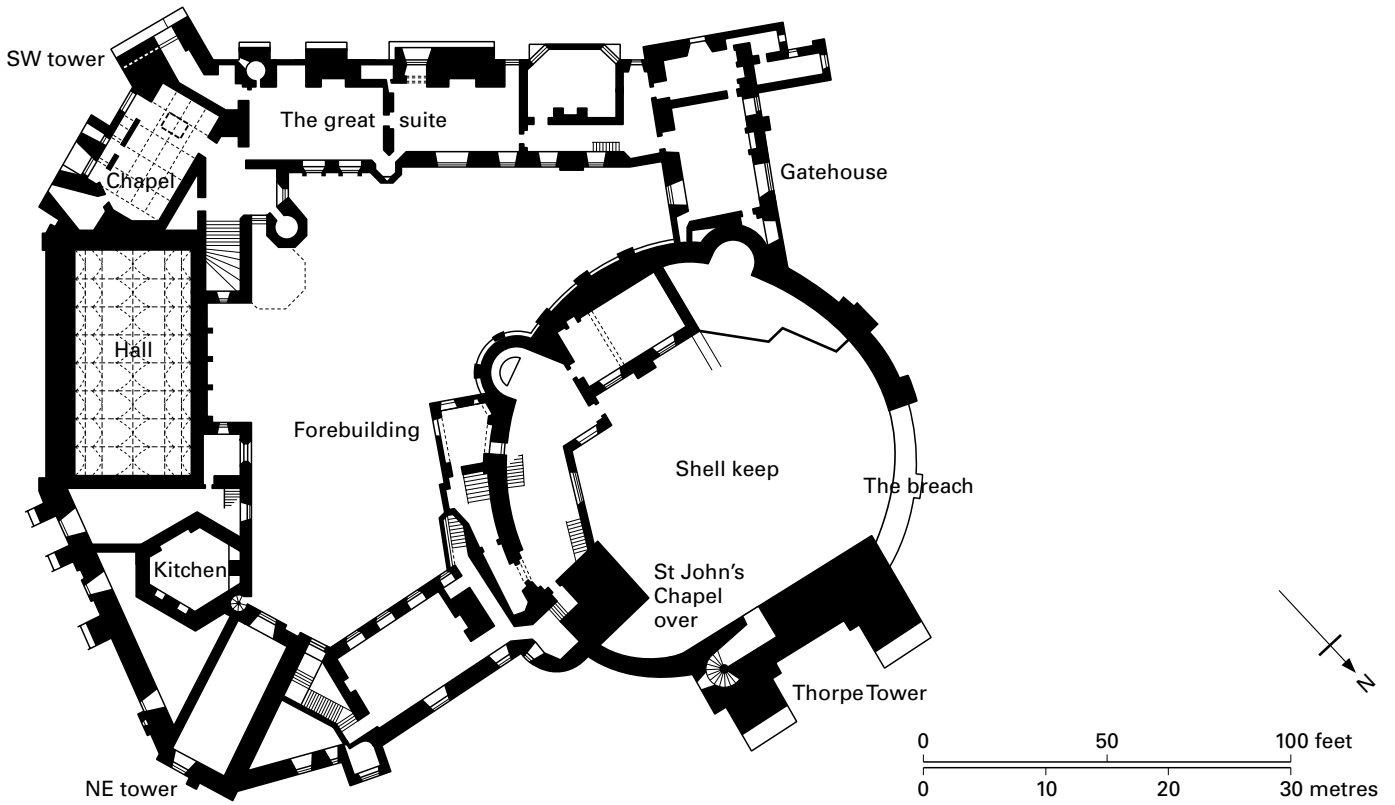 SW tower
The great suite
Chapel
Gatehouse
Hall
Forebuilding
Shell keep
The breach
Kitchen
St John's
Chapel
over
Thorpe Tower
NE tower
N
0 50 100 feet
0 10 20 30 metres